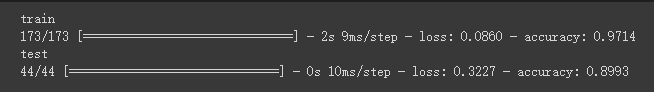 train
173/173 [==============================] - 2s 9ms/step - loss: 0.0860 - accuracy: 0.9714
test
44/44 [==============================] - 0s 10ms/step - loss: 0.3227 - accuracy: 0.8993